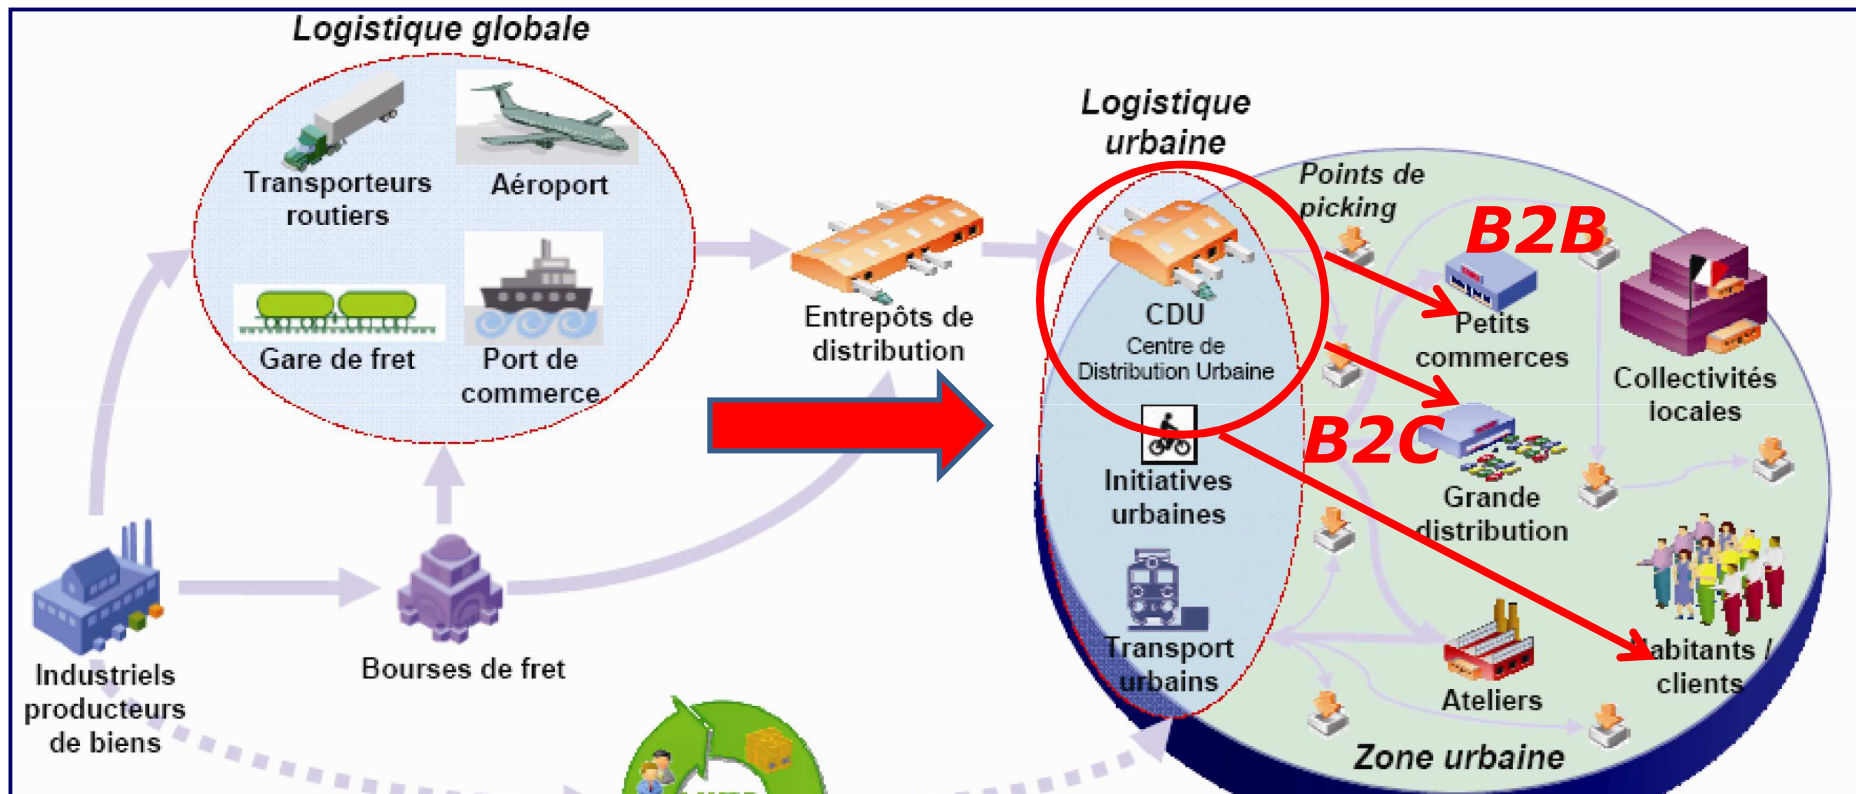 Logistique globale
Transporteurs
routiers
Aéroport
Gare de fret
Port de
commerce
Entrepôts de
distribution
Logistique
urbaine
CDU
Centre de
Distribution Urbaine
Initiatives
urbaines
Transport
urbains
Points de
picking
B2B
Petits
commerces
Collectivités
locales
B2C
Grande
distribution
Habitants /
clients
Ateliers
Zone urbaine
Industriels
producteurs
de biens
Bourses de fret